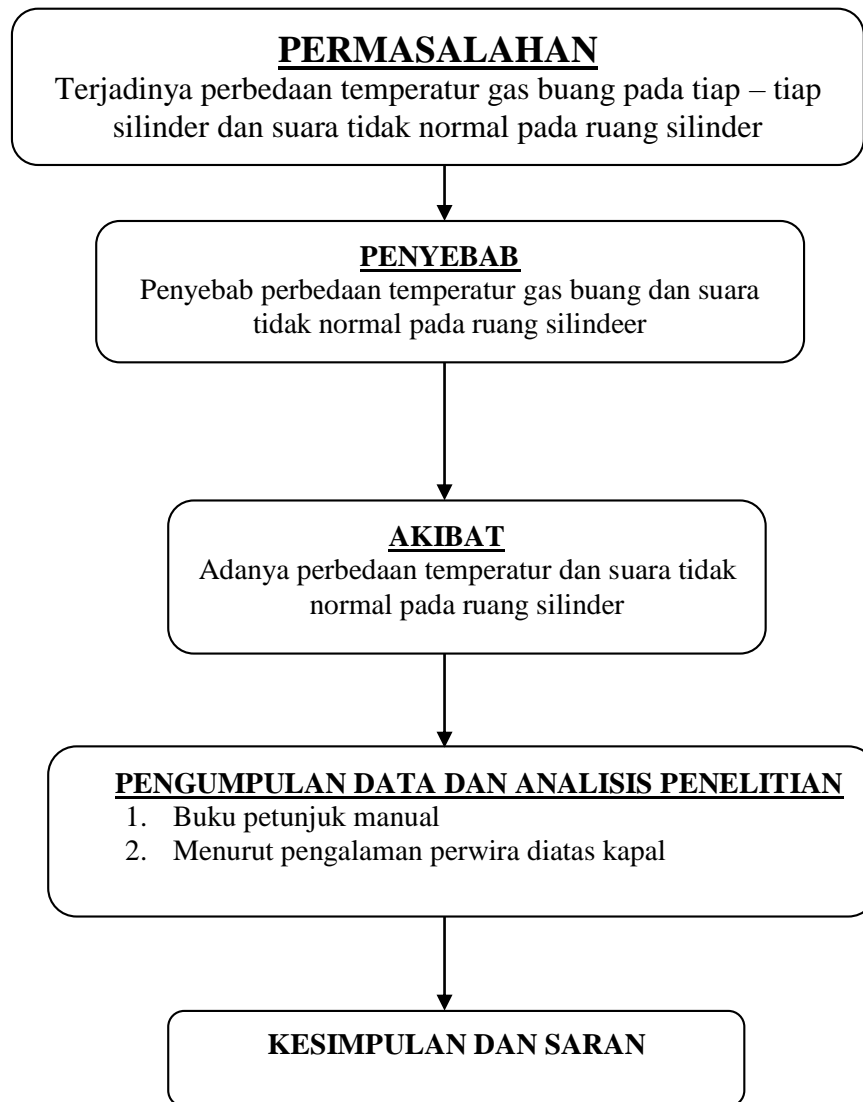 PERMASALAHAN
Terjadinya perbedaan temperatur gas buang pada tiap – tiap
silinder dan suara tidak normal pada ruang silinder
PENYEBAB
Penyebab perbedaan temperatur gas buang dan suara
tidak normal pada ruang silindeer
AKIBAT
Adanya perbedaan temperatur dan suara tidak
normal pada ruang silinder
PENGUMPULAN DATA DAN ANALISIS PENELITIAN
1. Buku petunjuk manual
2. Menurut pengalaman perwira diatas kapal
KESIMPULAN DAN SARAN